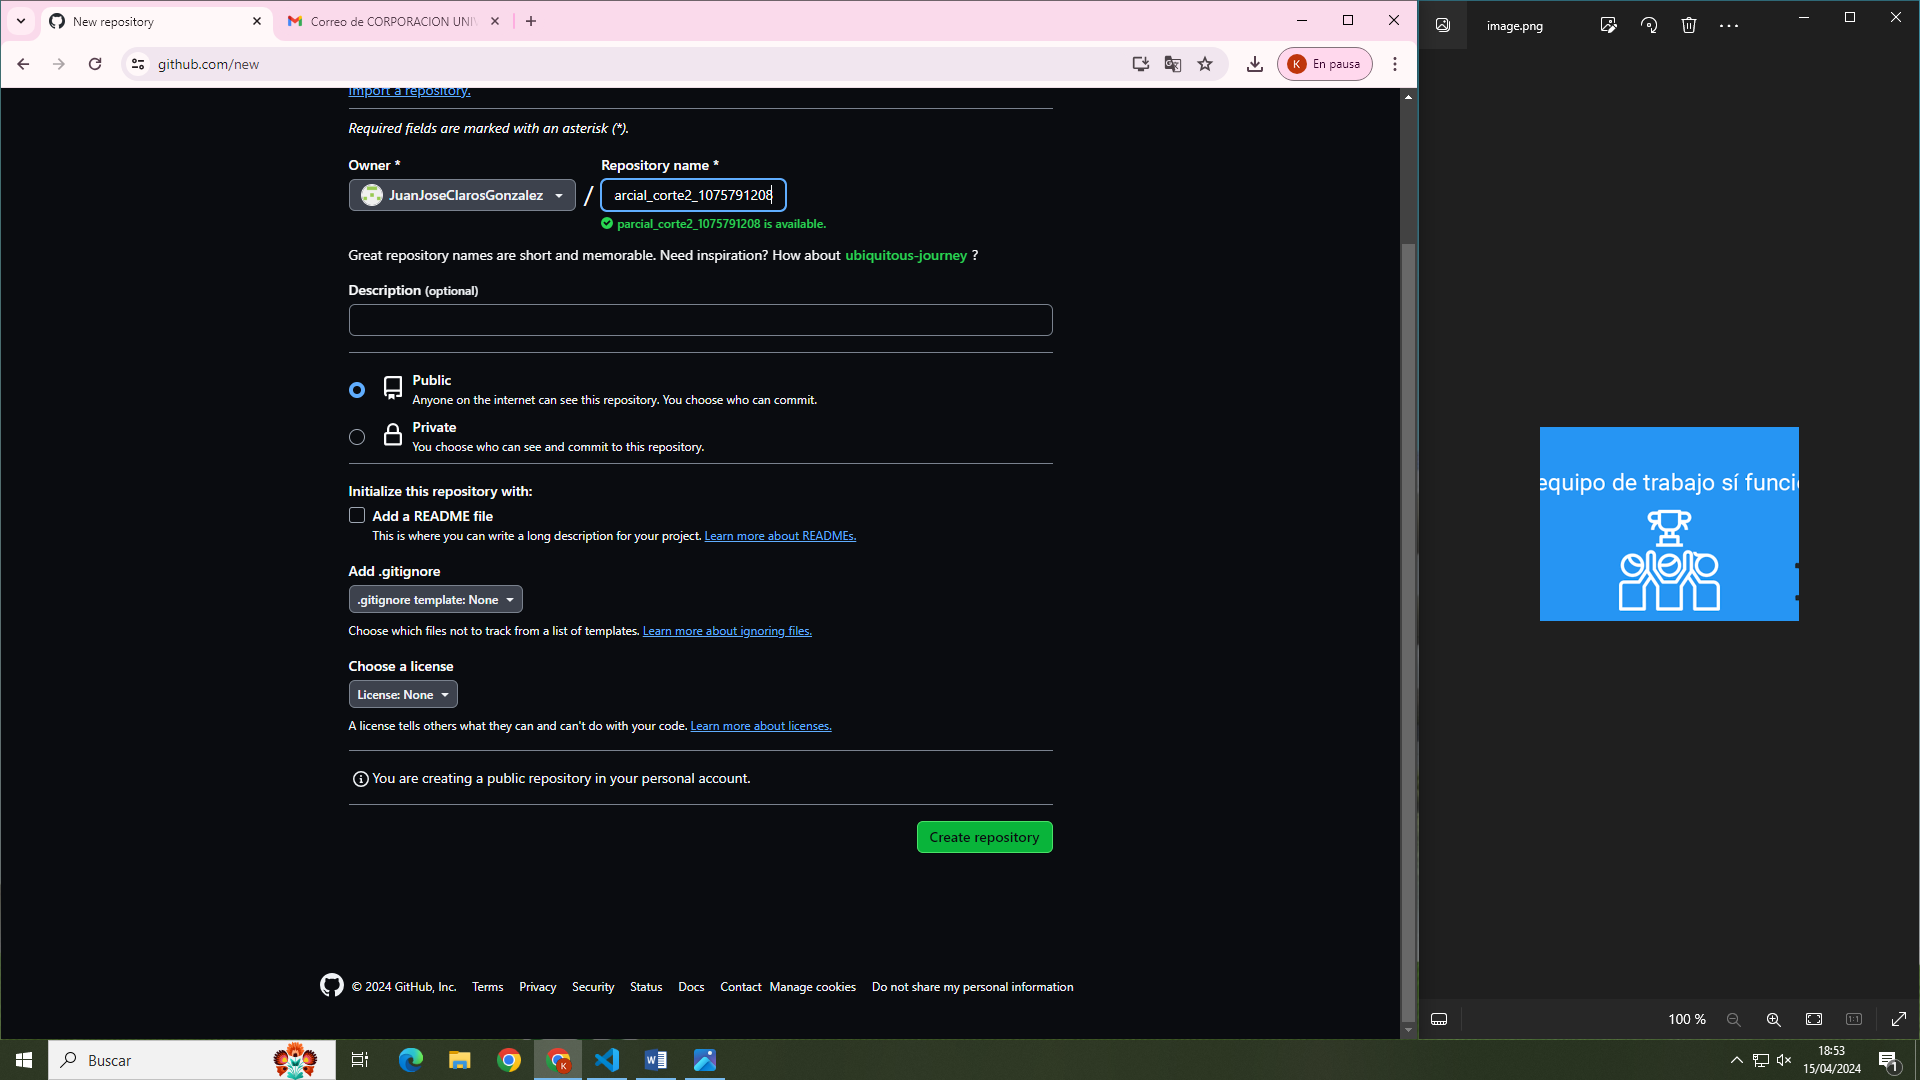 New repository
Correo de CORPORACION UNIV
github.com/new
En pausa
K
image.png
Import a repository.
Required fields are marked with an asterisk (*).
Owner *
Repository name *
JuanJoseClarosGonzalez
/
arcial_corte2_1075791208
parcial_corte2_1075791208 is available.
Great repository names are short and memorable. Need inspiration? How about ubiquitous-journey ?
Description (optional)
Public
Anyone on the internet can see this repository. You choose who can commit.
Private
You choose who can see and commit to this repository.
Initialize this repository with:
Add a README file
This is where you can write a long description for your project. Learn more about READMEs.
Add .gitignore
.gitignore template: None
Choose which files not to track from a list of templates. Learn more about ignoring files.
Choose a license
License: None
A license tells others what they can and can't do with your code. Learn more about licenses.
You are creating a public repository in your personal account.
Create repository
© 2024 GitHub, Inc. Terms Privacy Security Status Docs Contact Manage cookies Do not share my personal information
equipo de trabajo sí funci
100 %
1:1
Buscar
K
18:53
15/04/2024
1